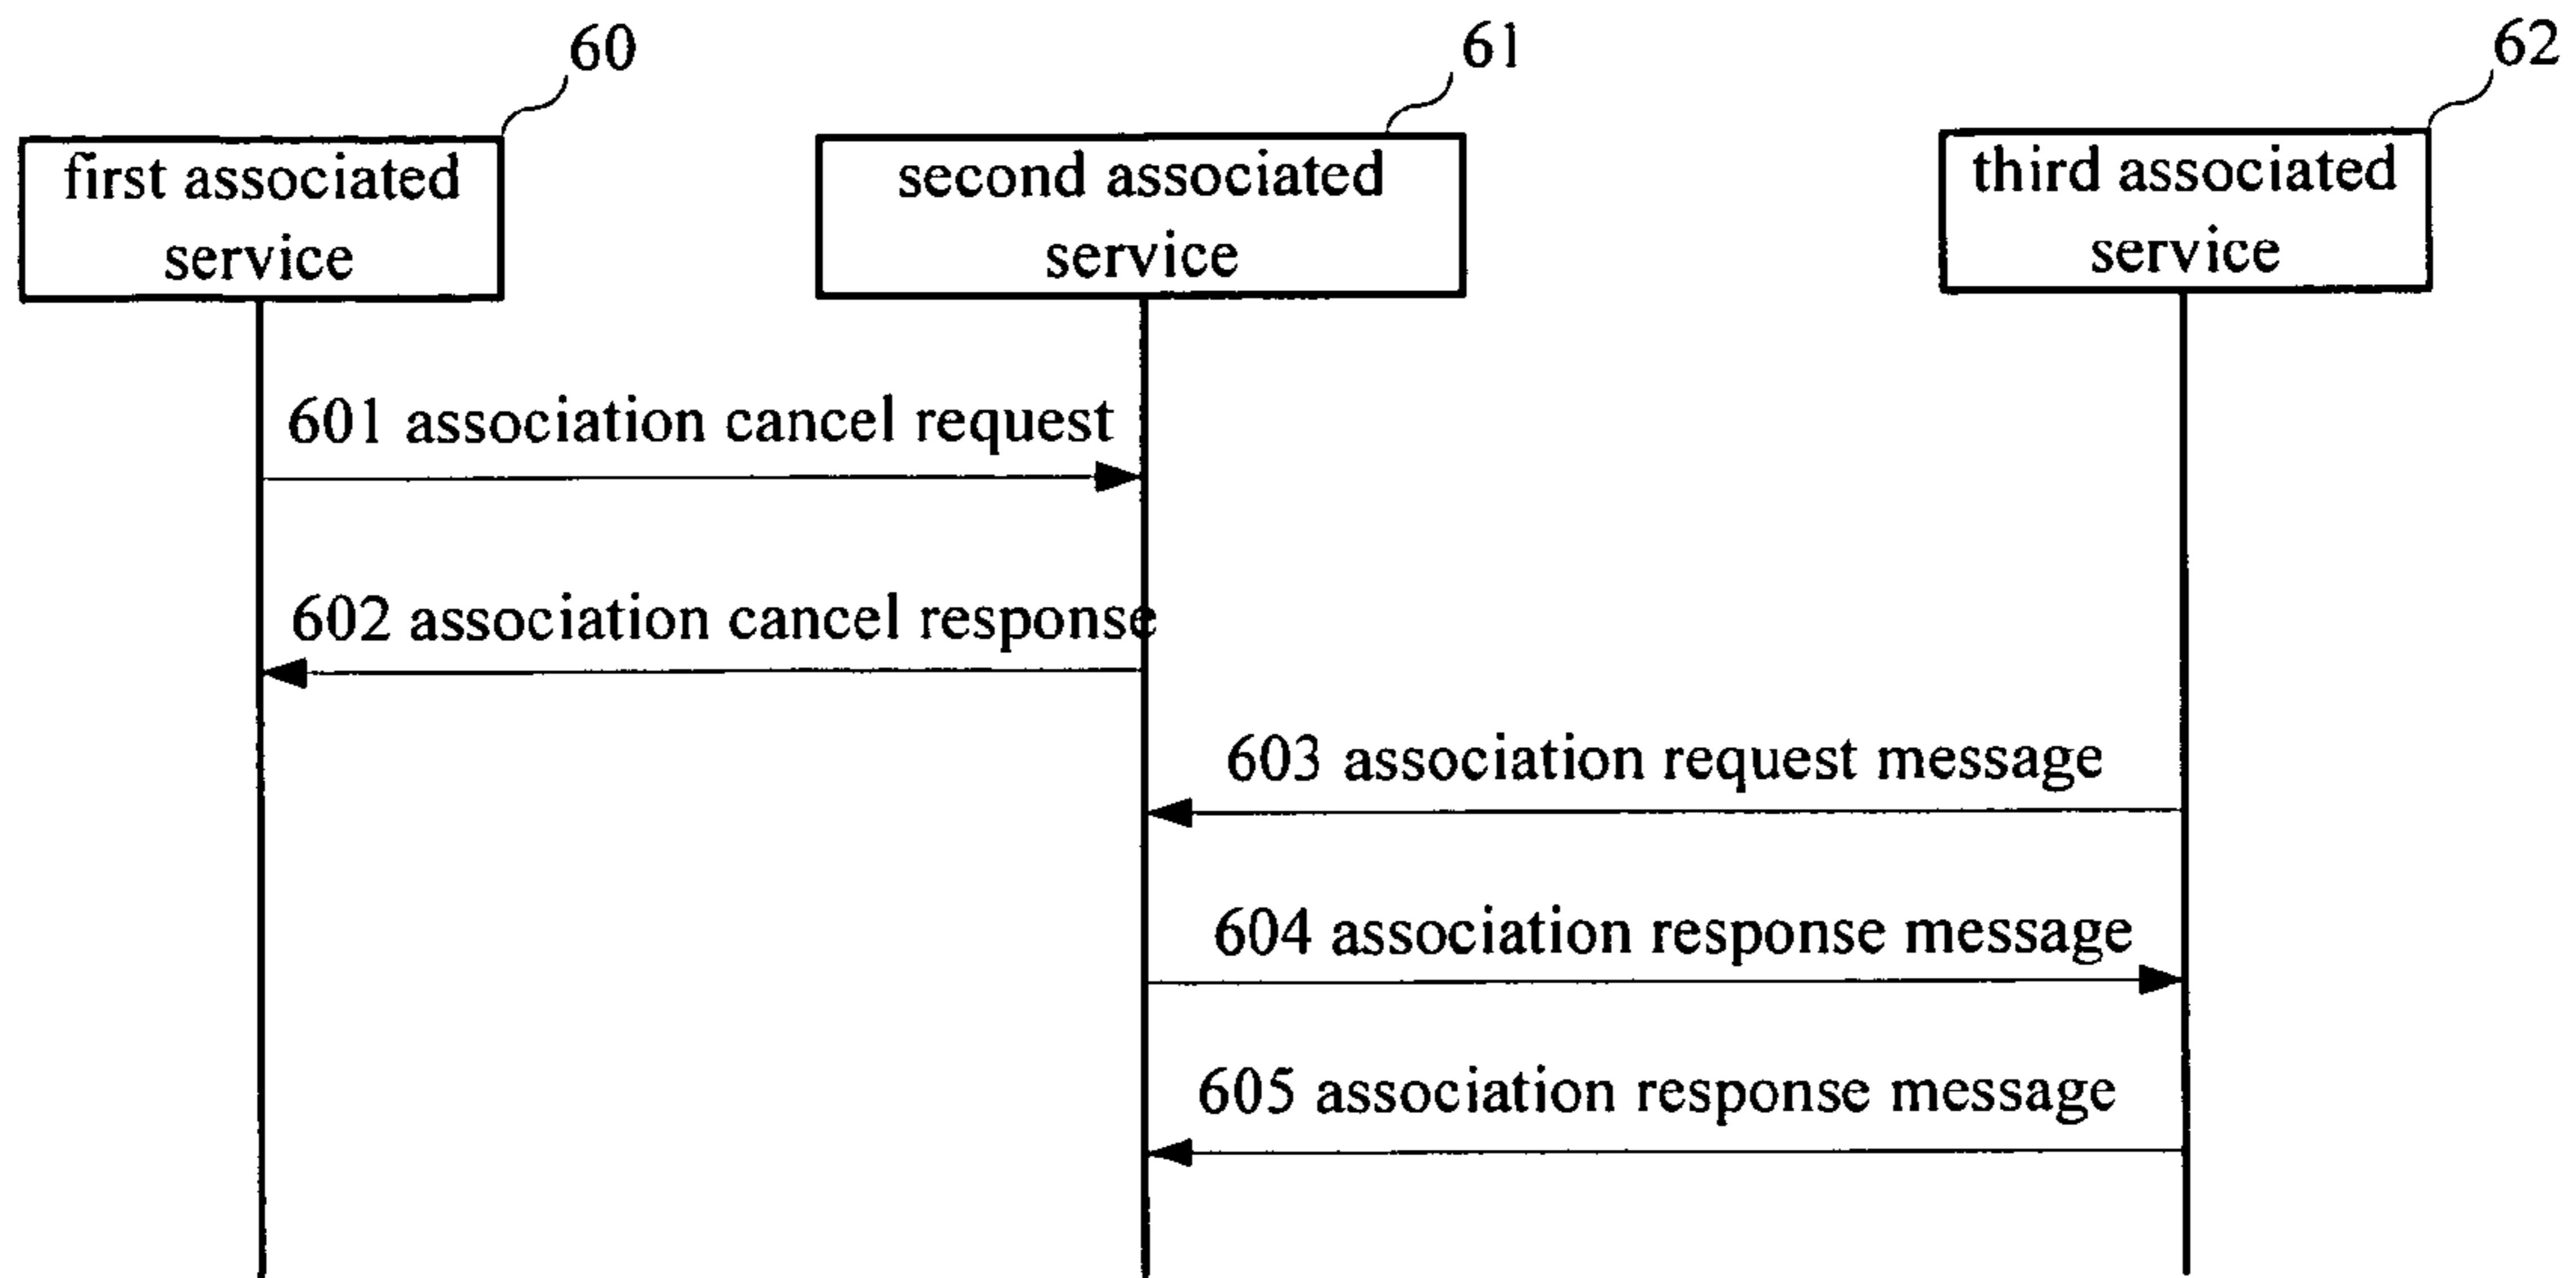 60
61
62
first associated
service
second associated
service
third associated
service
601 association cancel request
602 association cancel response
603 association request message
604 association response message
605 association response message